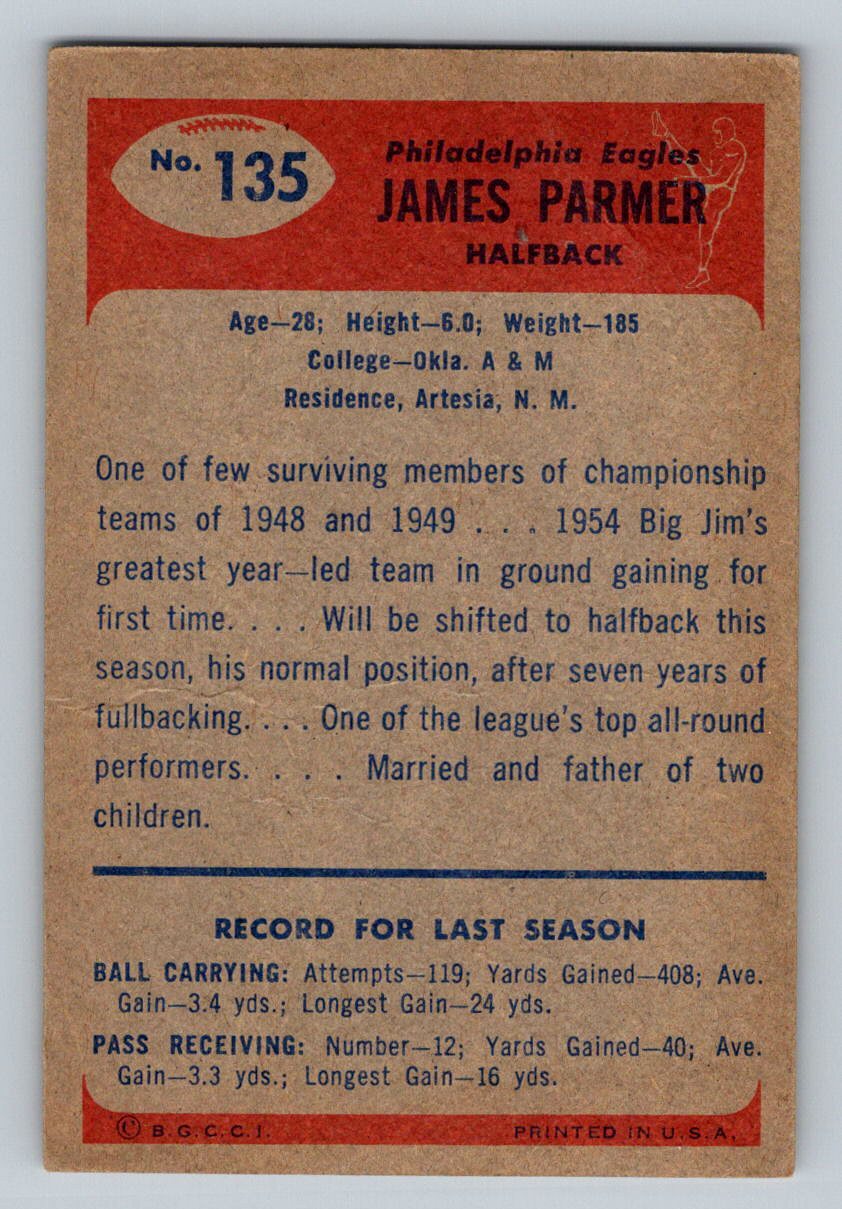 No. 135
Philadelphia Eagles
JAMES PARMER
HALFBACK
Age—28; Height—6.0; Weight—185
College—Okla. A & M
Residence, Artesia, N. M.
One of few surviving members of championship
teams of 1948 and 1949 . . . 1954 Big Jim's
greatest year—led team in ground gaining for
first time. . . . Will be shifted to halfback this
season, his normal position, after seven years of
fullbacking. . . . One of the league's top all-round
performers. . . . Married and father of two
children.
RECORD FOR LAST SEASON
BALL CARRYING: Attempts—119; Yards Gained—408; Ave.
Gain—3.4 yds.; Longest Gain—24 yds.
PASS RECEIVING: Number—12; Yards Gained—40; Ave.
Gain—3.3 yds.; Longest Gain—16 yds.
© B.G.C.C.I. PRINTED IN U.S.A.